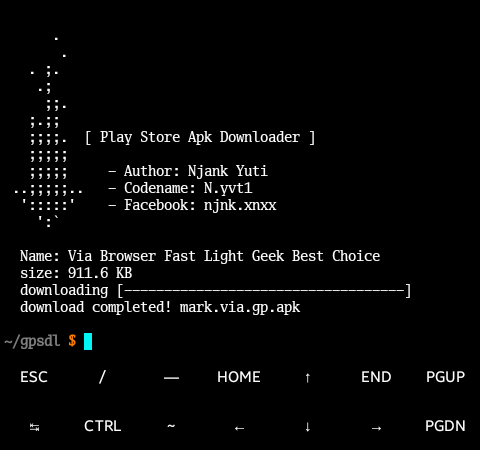 .
.
. ;.
.;
;;.
;.;;
;;;;.  [ Play Store Apk Downloader ]
;;;;;
;;;;;     - Author: Njank Yuti
..;;;;;..   - Codename: N.yvt1
':::::'    - Facebook: njnk.xnxx
':`
Name: Via Browser Fast Light Geek Best Choice
size: 911.6 KB
downloading [-----------------------------------]
download completed! mark.via.gp.apk
~/gpsdl $
ESC / — HOME ↑ END PGUP
↹ CTRL ~ ← ↓ → PGDN